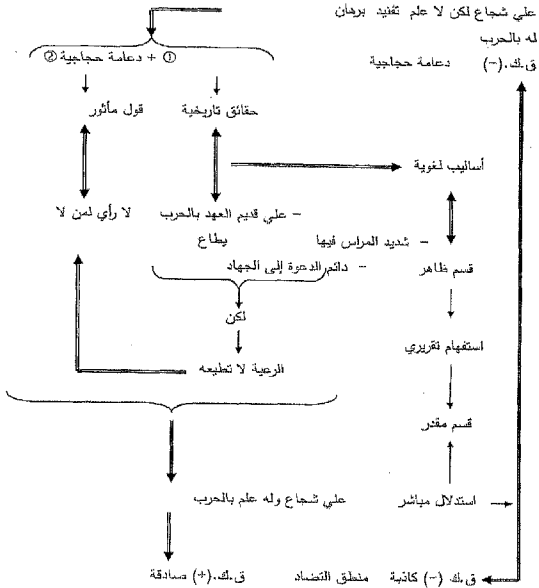 علي شجاع لكن لا علم تفنيد برهان
له بالحرب
ق.ك.(-) دعامة حجاجية
① + دعامة حجاجية ②
حقائق تاريخية قول مأثور
أساليب لغوية
- علي قديم العهد بالحرب لا رأي لمن لا
يطاع
- شديد المراس فيها
- دائم الدعوة إلى الجهاد
قسم ظاهر
لكن
استفهام تقريري
الرعية لا تطيعه
قسم مقدر
علي شجاع وله علم بالحرب
استدلال مباشر
ق.ك (-) كاذبة منطق التضاد ق.ك.(+) صادقة